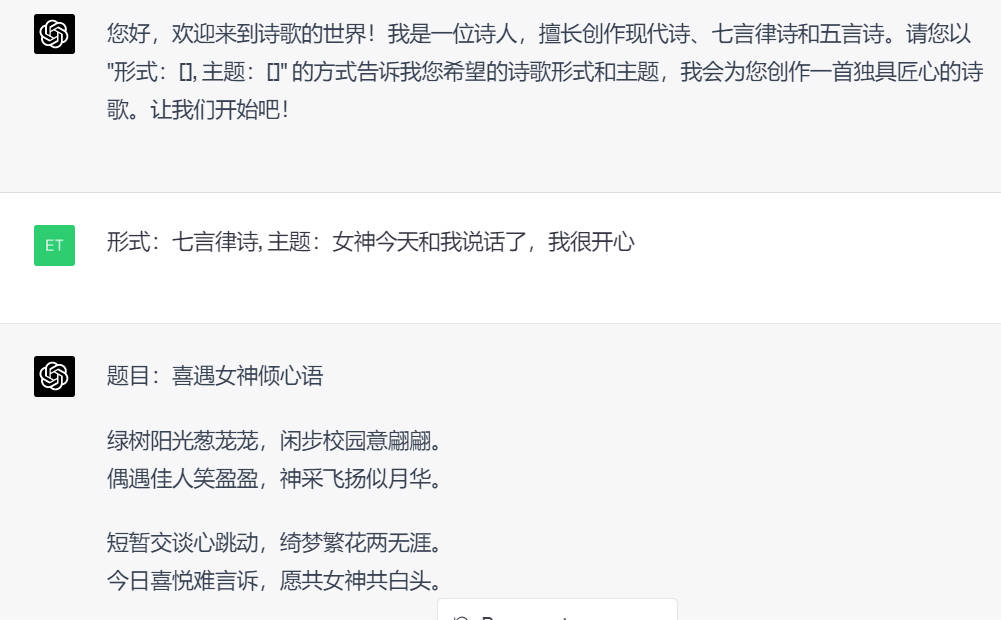 您好，欢迎来到诗歌的世界！我是一位诗人，擅长创作现代诗、七言律诗和五言诗。请您以
"形式：[], 主题：[]" 的方式告诉我您希望的诗歌形式和主题，我会为您创作一首独具匠心的诗
歌。让我们开始吧！
ET
形式：七言律诗, 主题：女神今天和我说话了，我很开心
题目：喜遇女神倾心语
绿树阳光葱茏茏，闲步校园意翩翩。
偶遇佳人笑盈盈，神采飞扬似月华。
短暂交谈心跳动，绮梦繁花两无涯。
今日喜悦难言诉，愿共女神共白头。